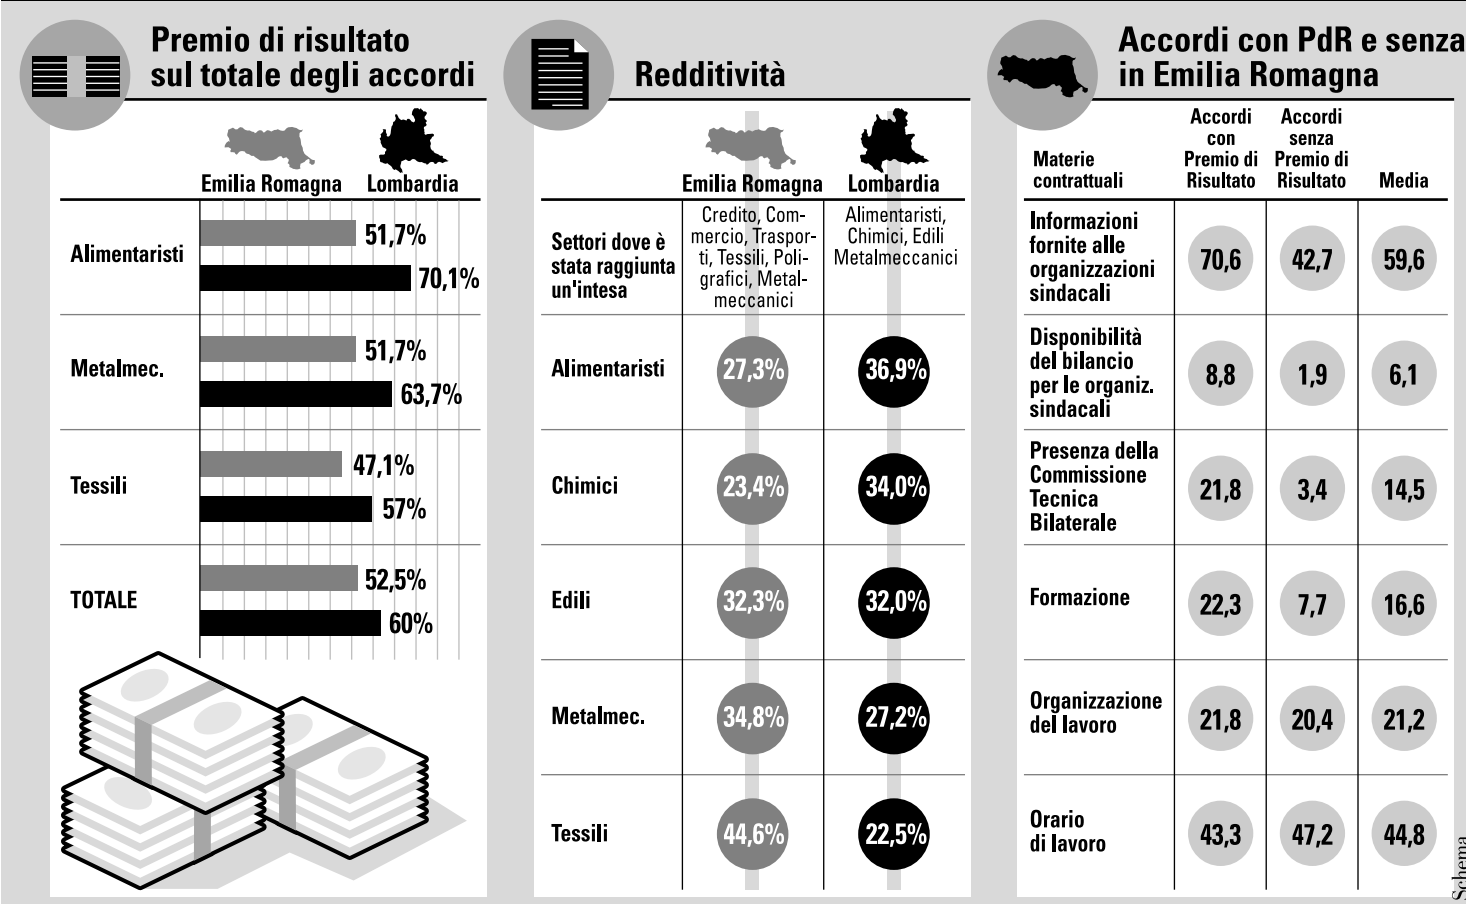 Premio di risultato
sul totale degli accordi
Emilia Romagna Lombardia
Alimentaristi
51,7%
70,1%
Metalmec.
51,7%
63,7%
Tessili
47,1%
57%
TOTALE
52,5%
60%
Redditività
Emilia Romagna Lombardia
Settori dove è
stata raggunta
un'intesa
Credito, Com-
mercio, Traspor-
ti, Tessili, Poli-
grafici, Metal-
meccanici
Alimentaristi,
Chimici, Edili
Metalmeccanici
Alimentaristi 27,3% 36,9%
Chimici 23,4% 34,0%
Edili 32,3% 32,0%
Metalmec. 34,8% 27,2%
Tessili 44,6% 22,5%
Accordi con PdR e senza
in Emilia Romagna
Materie
contrattuali
Accordi
con
Premio di
Risultato
Accordi
senza
Premio di
Risultato
Media
Informazioni
fornite alle
organizzazioni
sindacali
70,6 42,7 59,6
Disponibilità
del bilancio
per le organiz.
sindacali
8,8 1,9 6,1
Presenza della
Commissione
Tecnica
Bilaterale
21,8 3,4 14,5
Formazione 22,3 7,7 16,6
Organizzazione
del lavoro
21,8 20,4 21,2
Orario
di lavoro
43,3 47,2 44,8
Schema